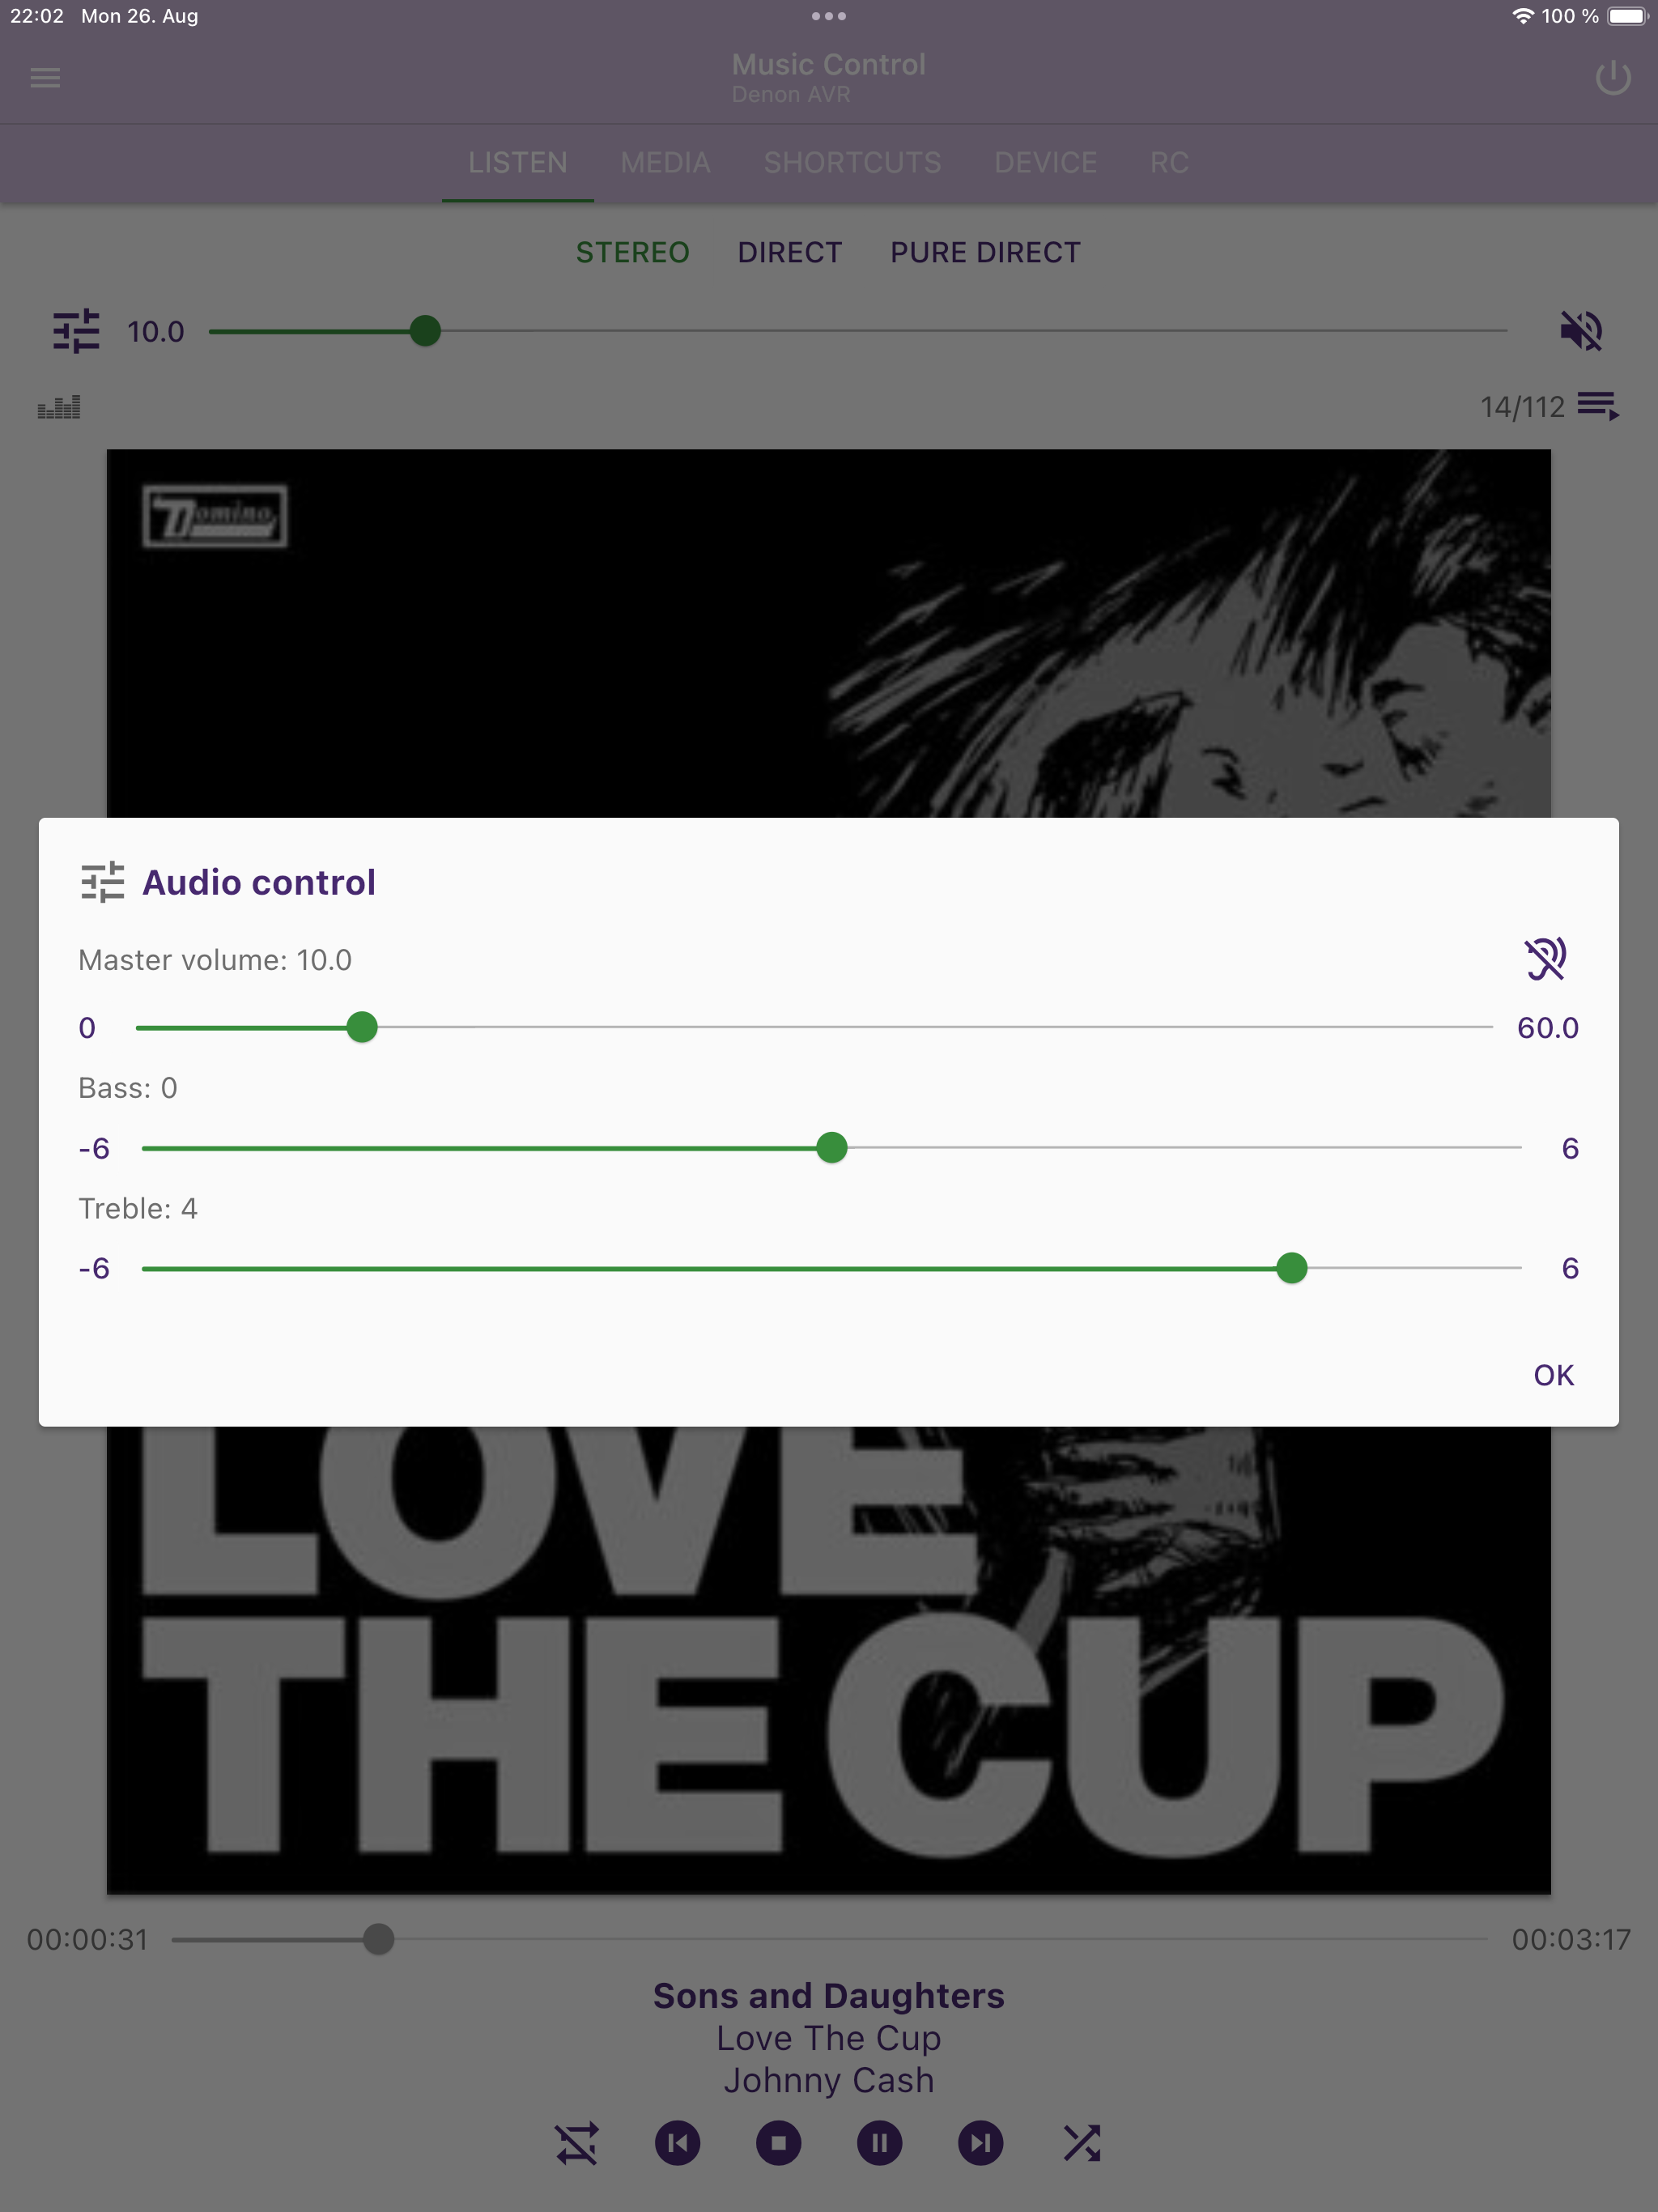 22:02 Mon 26. Aug
100 %
Music Control
Denon AVR
LISTEN MEDIA SHORTCUTS DEVICE RC
STEREO DIRECT PURE DIRECT
10.0
14/112
Domino
Audio control
Master volume: 10.0
0 60.0
Bass: 0
-6 6
Treble: 4
-6 6
OK
LOVE
THE CUP
00:00:31 00:03:17
Sons and Daughters
Love The Cup
Johnny Cash